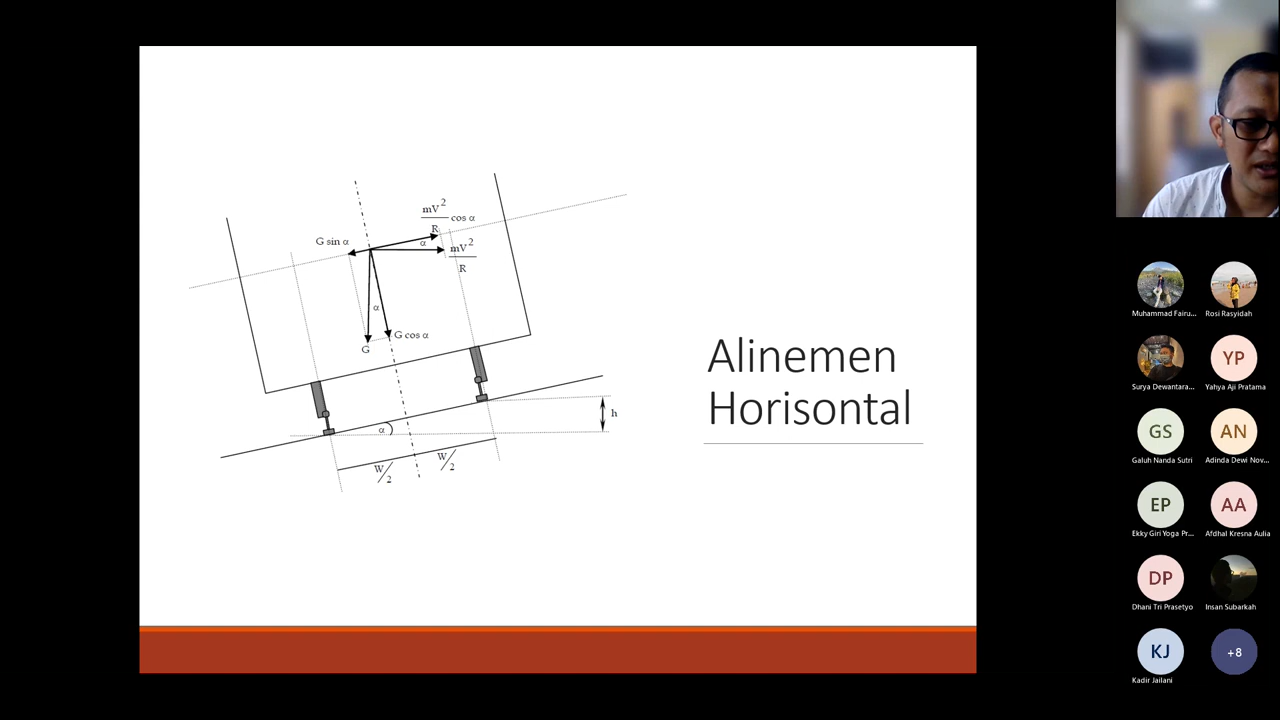 mV²
R
cos α
G sin α
α
mV²
R
α
G cos α
G
h
α
W/2
W/2
Alinemen
Horisontal
Muhammad Fairu...
Rosi Rasyidah
YP
Surya Dewantara...
Yahya Aji Pratama
GS
AN
Galuh Nanda Sutri
Adinda Dewi Nov...
EP
AA
Ekky Giri Yoga Pr...
Afdhal Kresna Aulia
DP
Dhani Tri Prasetyo
Insan Subarkah
KJ
+8
Kadir Jailani